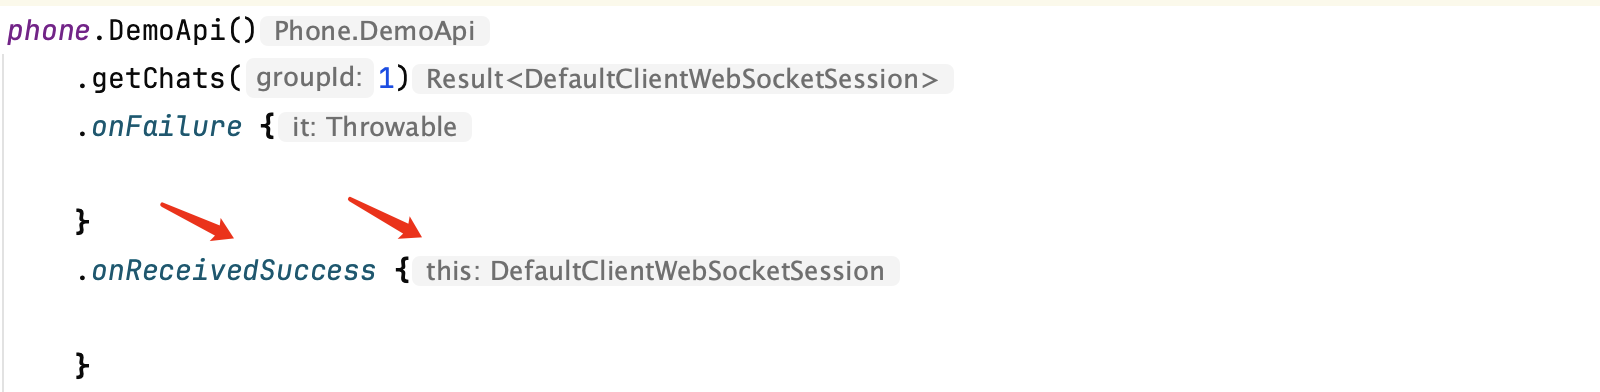 phone.DemoApi() Phone.DemoApi
.getChats( groupId: 1) Result<DefaultClientWebSocketSession>
.onFailure { it: Throwable
}
.onReceivedSuccess { this: DefaultClientWebSocketSession
}